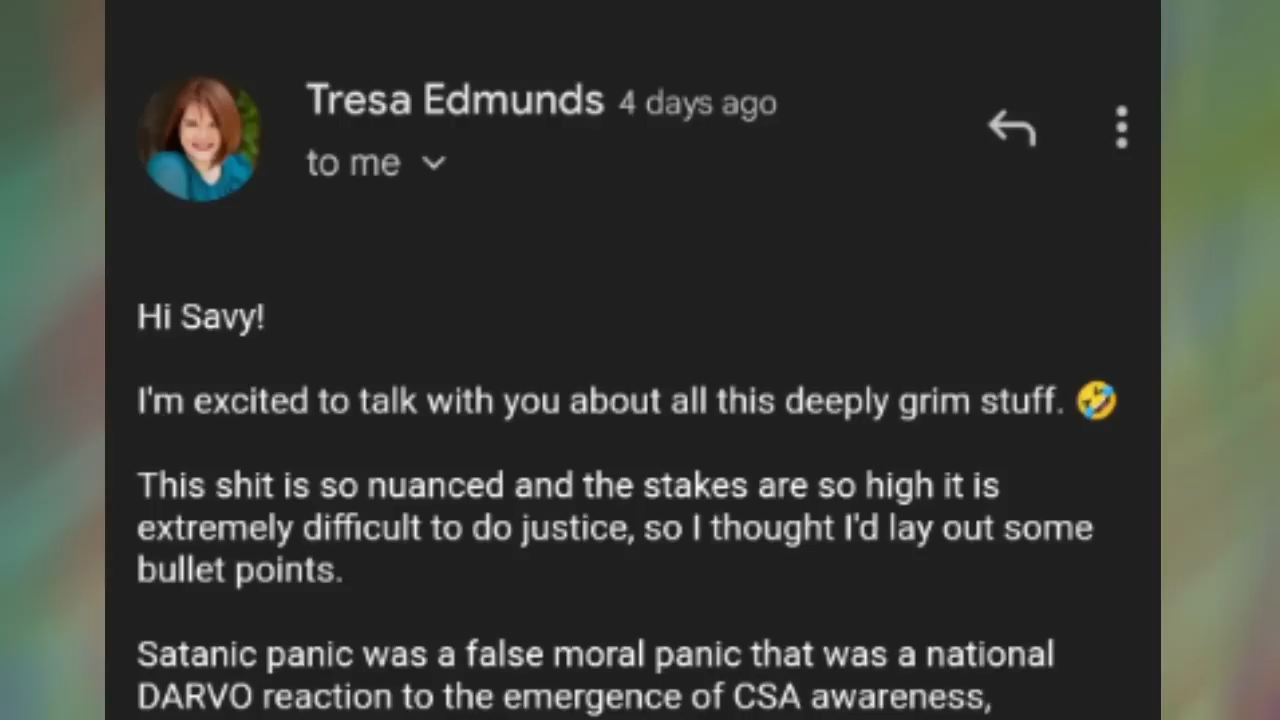 Tresa Edmunds 4 days ago
to me
Hi Savy!
I'm excited to talk with you about all this deeply grim stuff. 🤣
This shit is so nuanced and the stakes are so high it is
extremely difficult to do justice, so I thought I'd lay out some
bullet points.
Satanic panic was a false moral panic that was a national
DARVO reaction to the emergence of CSA awareness,